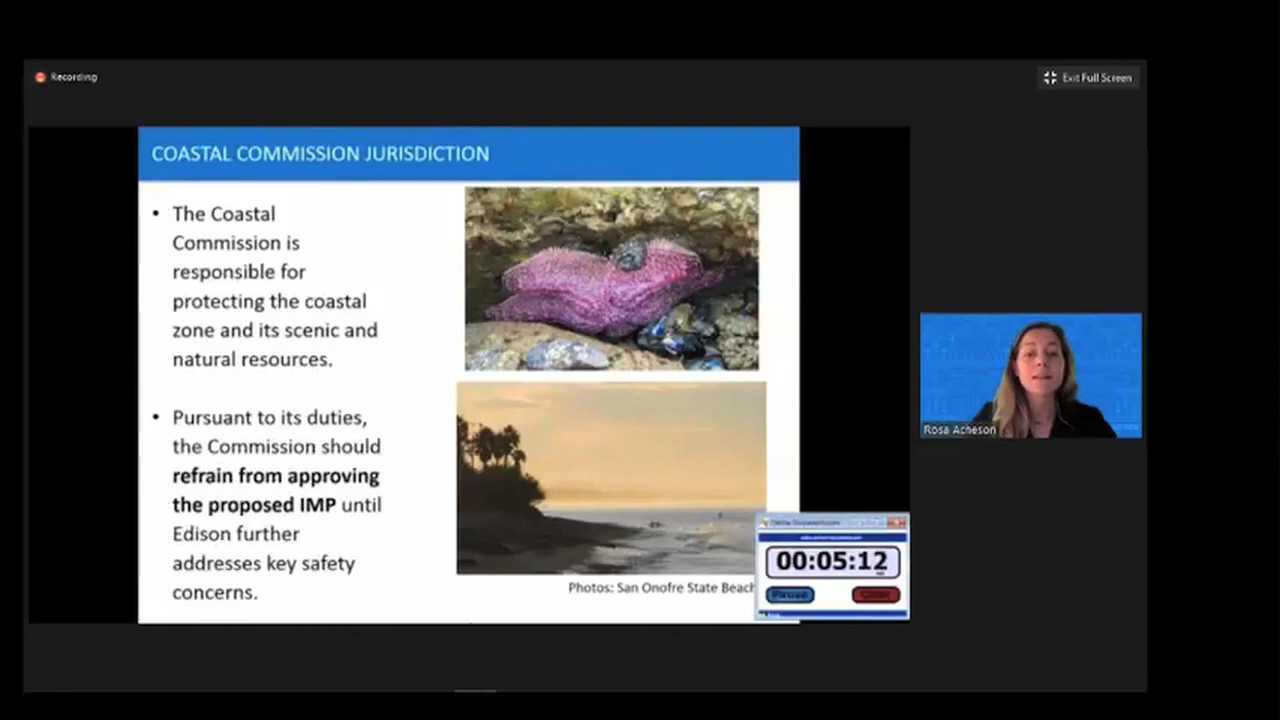 Recording
Exit Full Screen
COASTAL COMMISSION JURISDICTION
• The Coastal
Commission is
responsible for
protecting the coastal
zone and its scenic and
natural resources.
• Pursuant to its duties,
the Commission should
refrain from approving
the proposed IMP until
Edison further
addresses key safety
concerns.
Photos: San Onofre State Beach
00:05:12
Pause
Rosa Acheson